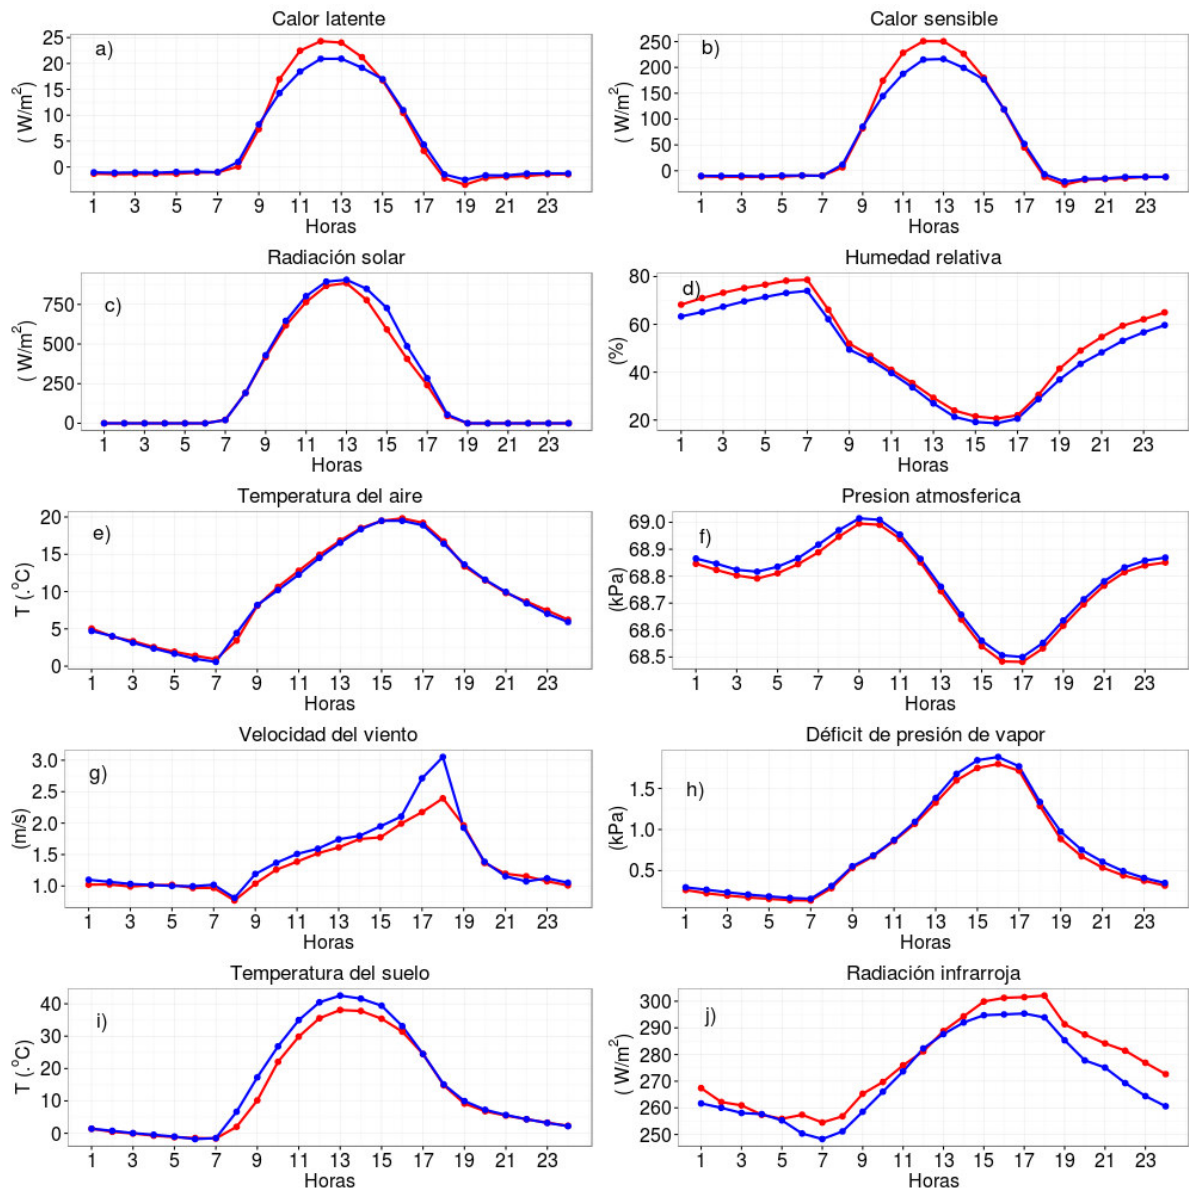 Calor latente
a)
25
20
15
10
5
0
( W/m²)
1 3 5 7 9 11 13 15 17 19 21 23
Horas
Calor sensible
b)
250
200
150
100
50
0
( W/m²)
1 3 5 7 9 11 13 15 17 19 21 23
Horas
Radiación solar
c)
750
500
250
0
( W/m²)
1 3 5 7 9 11 13 15 17 19 21 23
Horas
Humedad relativa
d)
80
60
40
20
(%)
1 3 5 7 9 11 13 15 17 19 21 23
Horas
Temperatura del aire
e)
20
15
10
5
0
T (.°C)
1 3 5 7 9 11 13 15 17 19 21 23
Horas
Presion atmosferica
f)
69.0
68.9
68.8
68.7
68.6
68.5
(kPa)
1 3 5 7 9 11 13 15 17 19 21 23
Horas
Velocidad del viento
g)
3.0
2.5
2.0
1.5
1.0
(m/s)
1 3 5 7 9 11 13 15 17 19 21 23
Horas
Déficit de presión de vapor
h)
1.5
1.0
0.5
(kPa)
1 3 5 7 9 11 13 15 17 19 21 23
Horas
Temperatura del suelo
i)
40
30
20
10
0
T (.°C)
1 3 5 7 9 11 13 15 17 19 21 23
Horas
Radiación infrarroja
j)
300
290
280
270
260
250
( W/m²)
1 3 5 7 9 11 13 15 17 19 21 23
Horas